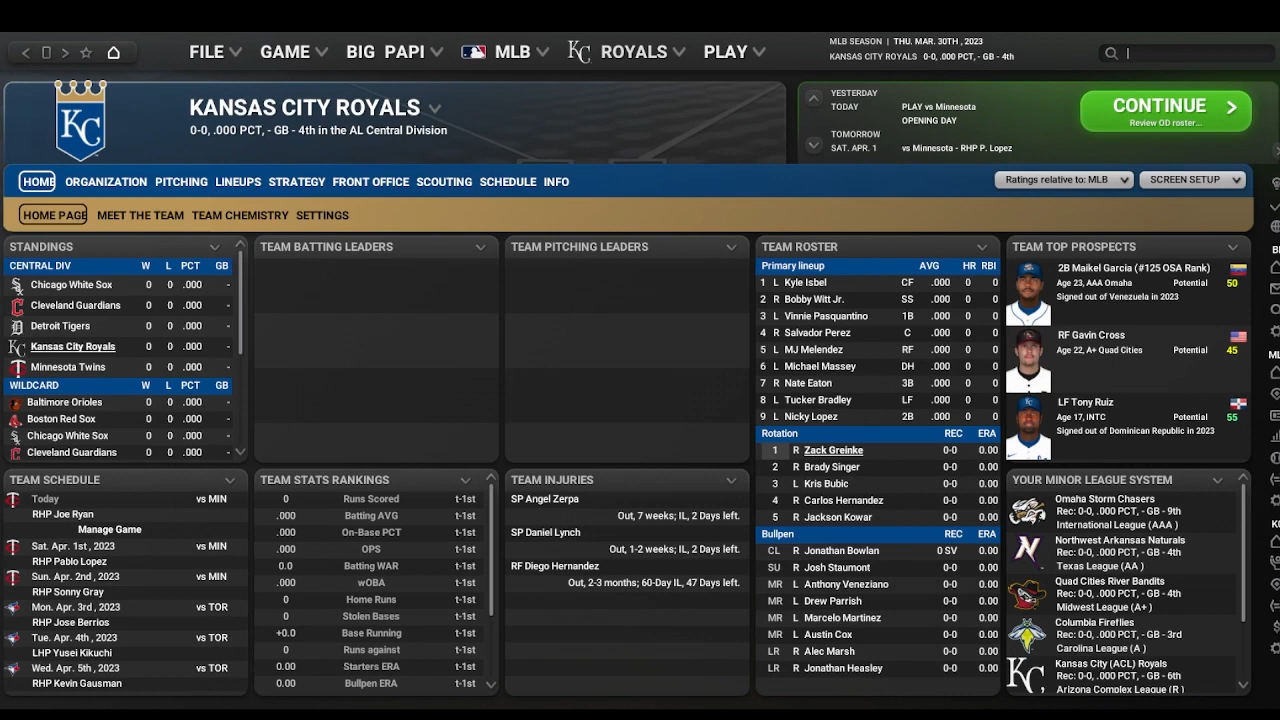 FILE GAME BIG PAPI MLB ROYALS PLAY
MLB SEASON | THU. MAR. 30TH , 2023
KANSAS CITY ROYALS 0-0, .000 PCT, - GB - 4th
KANSAS CITY ROYALS
0-0, .000 PCT, - GB - 4th in the AL Central Division
YESTERDAY
TODAY PLAY vs Minnesota
OPENING DAY
TOMORROW
SAT. APR. 1 vs Minnesota - RHP P. Lopez
CONTINUE
Review OD roster...
HOME ORGANIZATION PITCHING LINEUPS STRATEGY FRONT OFFICE SCOUTING SCHEDULE INFO
Ratings relative to: MLB SCREEN SETUP
HOME PAGE MEET THE TEAM TEAM CHEMISTRY SETTINGS
STANDINGS
CENTRAL DIV W L PCT GB
Chicago White Sox 0 0 .000 -
Cleveland Guardians 0 0 .000 -
Detroit Tigers 0 0 .000 -
Kansas City Royals 0 0 .000 -
Minnesota Twins 0 0 .000 -
WILDCARD W L PCT GB
Baltimore Orioles 0 0 .000 -
Boston Red Sox 0 0 .000 -
Chicago White Sox 0 0 .000 -
Cleveland Guardians 0 0 .000 -
TEAM BATTING LEADERS
TEAM PITCHING LEADERS
TEAM ROSTER
Primary lineup AVG HR RBI
1 L Kyle Isbel CF .000 0 0
2 R Bobby Witt Jr. SS .000 0 0
3 L Vinnie Pasquantino 1B .000 0 0
4 R Salvador Perez C .000 0 0
5 L MJ Melendez RF .000 0 0
6 L Michael Massey DH .000 0 0
7 R Nate Eaton 3B .000 0 0
8 L Tucker Bradley LF .000 0 0
9 L Nicky Lopez 2B .000 0 0
Rotation REC ERA
1 R Zack Greinke 0-0 0.00
2 R Brady Singer 0-0 0.00
3 L Kris Bubic 0-0 0.00
4 R Carlos Hernandez 0-0 0.00
5 R Jackson Kowar 0-0 0.00
Bullpen REC ERA
CL R Jonathan Bowlan 0 SV 0.00
SU R Josh Staumont 0-0 0.00
MR L Anthony Veneziano 0-0 0.00
MR L Drew Parrish 0-0 0.00
MR L Marcelo Martinez 0-0 0.00
MR L Austin Cox 0-0 0.00
LR R Alec Marsh 0-0 0.00
LR R Jonathan Heasley 0-0 0.00
TEAM TOP PROSPECTS
2B Maikel Garcia (#125 OSA Rank)
Age 23, AAA Omaha Potential 50
Signed out of Venezuela in 2023
RF Gavin Cross
Age 22, A+ Quad Cities Potential 45
LF Tony Ruiz
Age 17, INTC Potential 55
Signed out of Dominican Republic in 2023
TEAM SCHEDULE
Today vs MIN
RHP Joe Ryan
Manage Game
Sat. Apr. 1st , 2023 vs MIN
RHP Pablo Lopez
Sun. Apr. 2nd , 2023 vs MIN
RHP Sonny Gray
Mon. Apr. 3rd , 2023 vs TOR
RHP Jose Berrios
Tue. Apr. 4th , 2023 vs TOR
LHP Yusei Kikuchi
Wed. Apr. 5th , 2023 vs TOR
RHP Kevin Gausman
TEAM STATS RANKINGS
0 Runs Scored t-1st
.000 Batting AVG t-1st
.000 On-Base PCT t-1st
.000 OPS t-1st
0.0 Batting WAR t-1st
.000 wOBA t-1st
0 Home Runs t-1st
0 Stolen Bases t-1st
+0.0 Base Running t-1st
0 Runs against t-1st
0.00 Starters ERA t-1st
0.00 Bullpen ERA t-1st
TEAM INJURIES
SP Angel Zerpa
Out, 7 weeks; IL, 2 Days left.
SP Daniel Lynch
Out, 1-2 weeks; IL, 2 Days left.
RF Diego Hernandez
Out, 2-3 months; 60-Day IL, 47 Days left.
YOUR MINOR LEAGUE SYSTEM
Omaha Storm Chasers
Rec: 0-0, .000 PCT, - GB - 9th
International League (AAA )
Northwest Arkansas Naturals
Rec: 0-0, .000 PCT, - GB - 4th
Texas League (AA )
Quad Cities River Bandits
Rec: 0-0, .000 PCT, - GB - 4th
Midwest League (A+ )
Columbia Fireflies
Rec: 0-0, .000 PCT, - GB - 3rd
Carolina League (A )
Kansas City (ACL) Royals
Rec: 0-0, .000 PCT, - GB - 6th
Arizona Complex League (R )